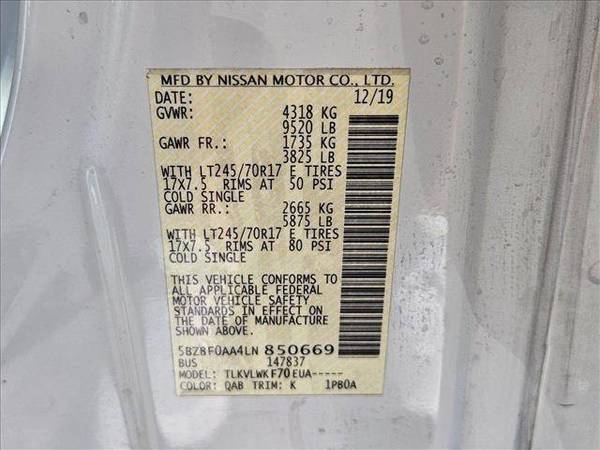 MFD BY NISSAN MOTOR CO., LTD.
DATE: 12/19
GVWR: 4318 KG
9520 LB
GAWR FR.: 1735 KG
3825 LB
WITH LT245/70R17 E TIRES
17X7.5 RIMS AT 50 PSI
COLD SINGLE
GAWR RR.: 2665 KG
5875 LB
WITH LT245/70R17 E TIRES
17X7.5 RIMS AT 80 PSI
COLD SINGLE
THIS VEHICLE CONFORMS TO
ALL APPLICABLE FEDERAL
MOTOR VEHICLE SAFETY
STANDARDS IN EFFECT ON
THE DATE OF MANUFACTURE
SHOWN ABOVE.
5BZBF0AA4LN 850669
BUS 147837
MODEL: TLKVLWKF70EUA-----
COLOR: QAB TRIM: K 1PB0A